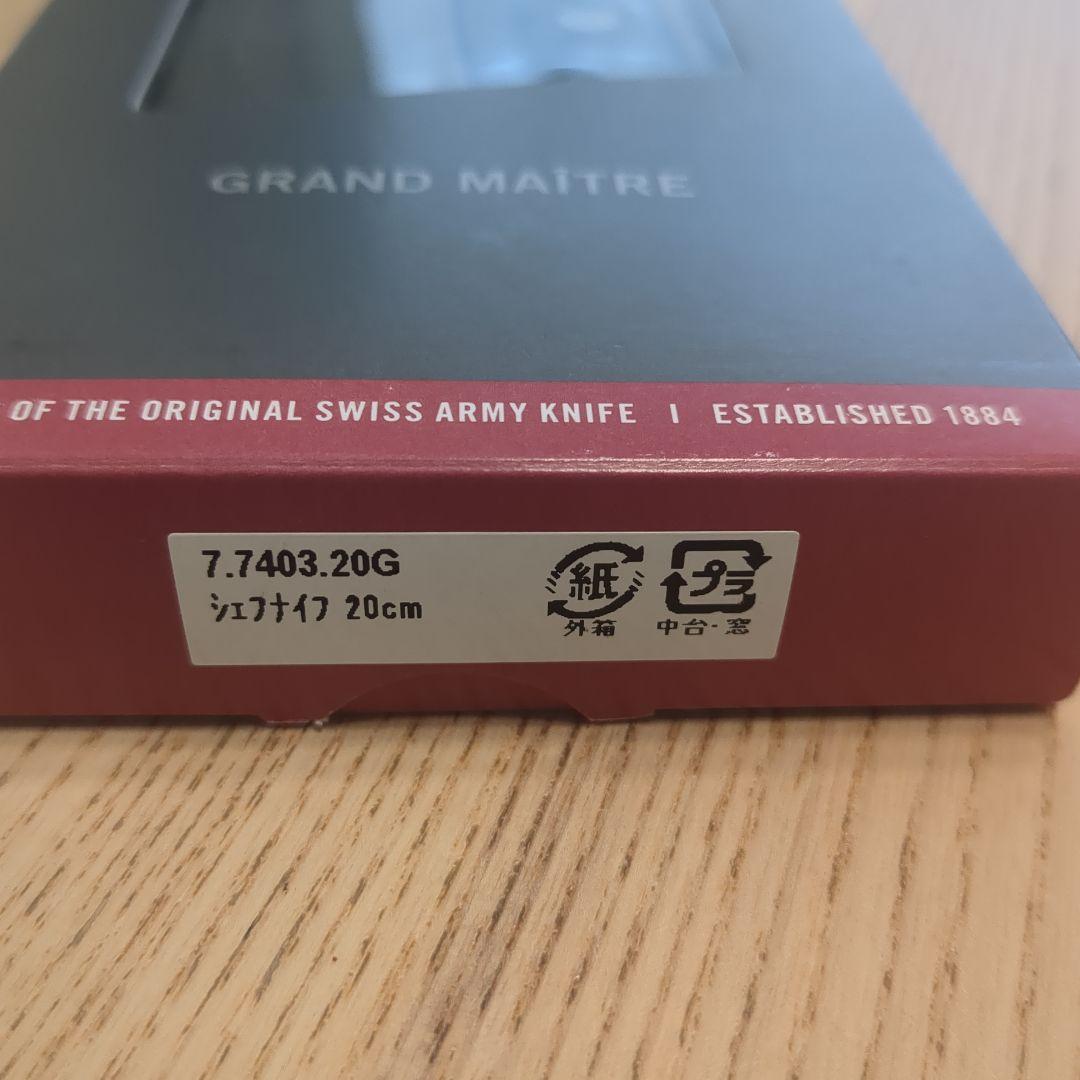 GRAND MAÎTRE
OF THE ORIGINAL SWISS ARMY KNIFE | ESTABLISHED 1884
7.7403.20G
シェフナイフ 20cm
紙
外箱
プラ
中台・窓